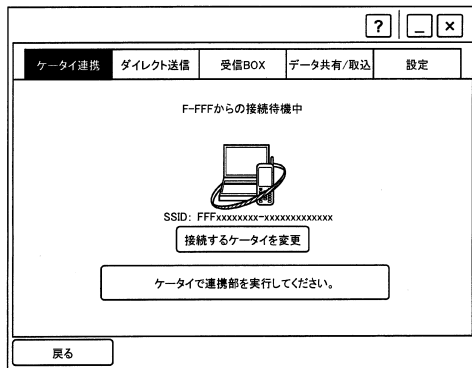 ?
ケータイ連携 ダイレクト送信 受信BOX データ共有/取込 設定
F-FFFからの接続待機中
SSID: FFFxxxxxxxx-xxxxxxxxxxxxx
接続するケータイを変更
ケータイで連携部を実行してください。
戻る